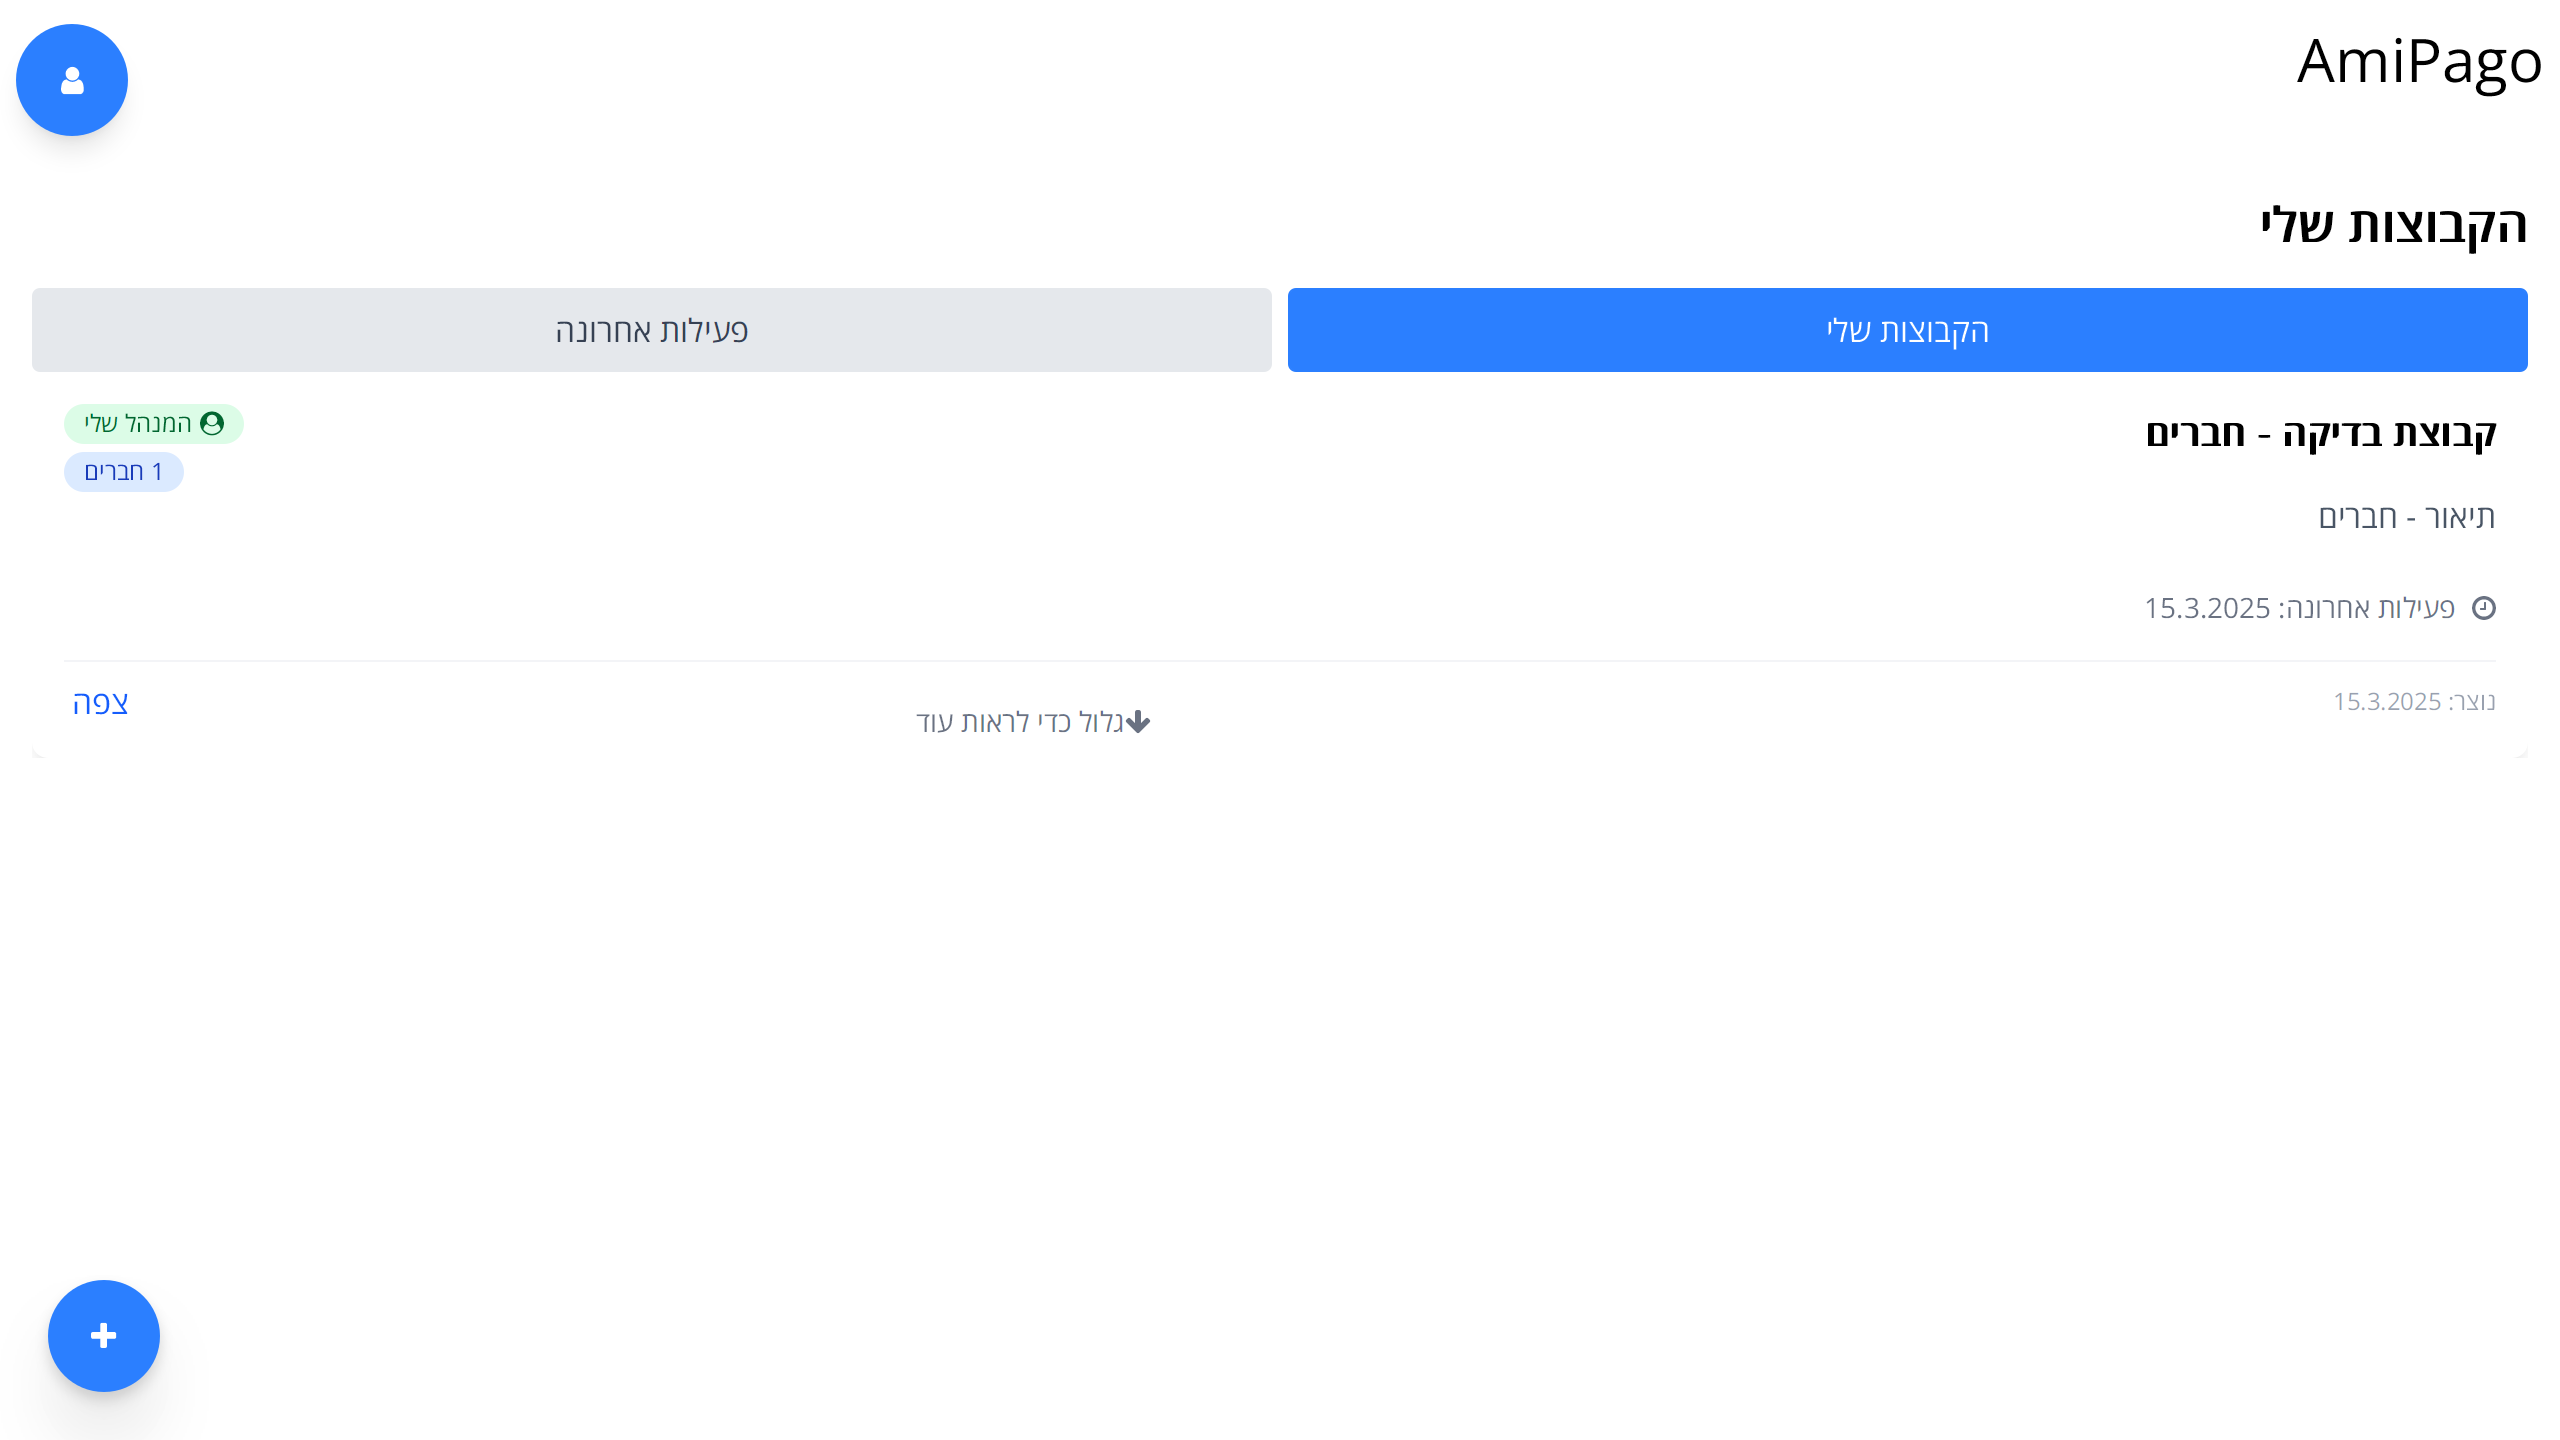 AmiPago
הקבוצות שלי
הקבוצות שלי
פעילות אחרונה
קבוצת בדיקה - חברים
המנהל שלי
1 חברים
תיאור - חברים
פעילות אחרונה: 15.3.2025
נוצר: 15.3.2025
גלול כדי לראות עוד
צפה